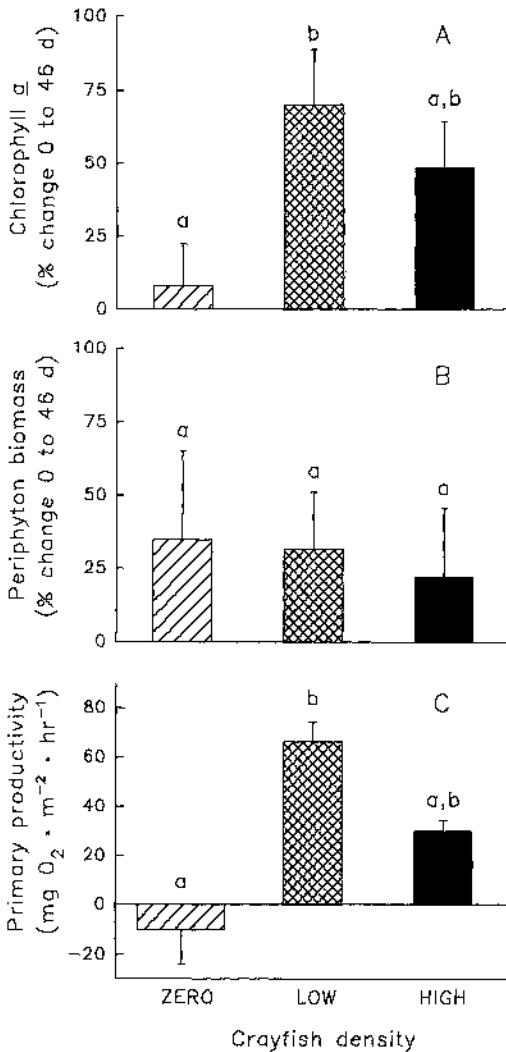 Chlorophyll a
(% change 0 to 46 d)
100
75
50
25
0
a
b
a,b
A
Periphyton biomass
(% change 0 to 46 d)
100
75
50
25
0
a
a
a
B
Primary productivity
(mg O₂ · m⁻² · hr⁻¹)
80
60
40
20
0
−20
a
b
a,b
C
ZERO LOW HIGH
Crayfish density